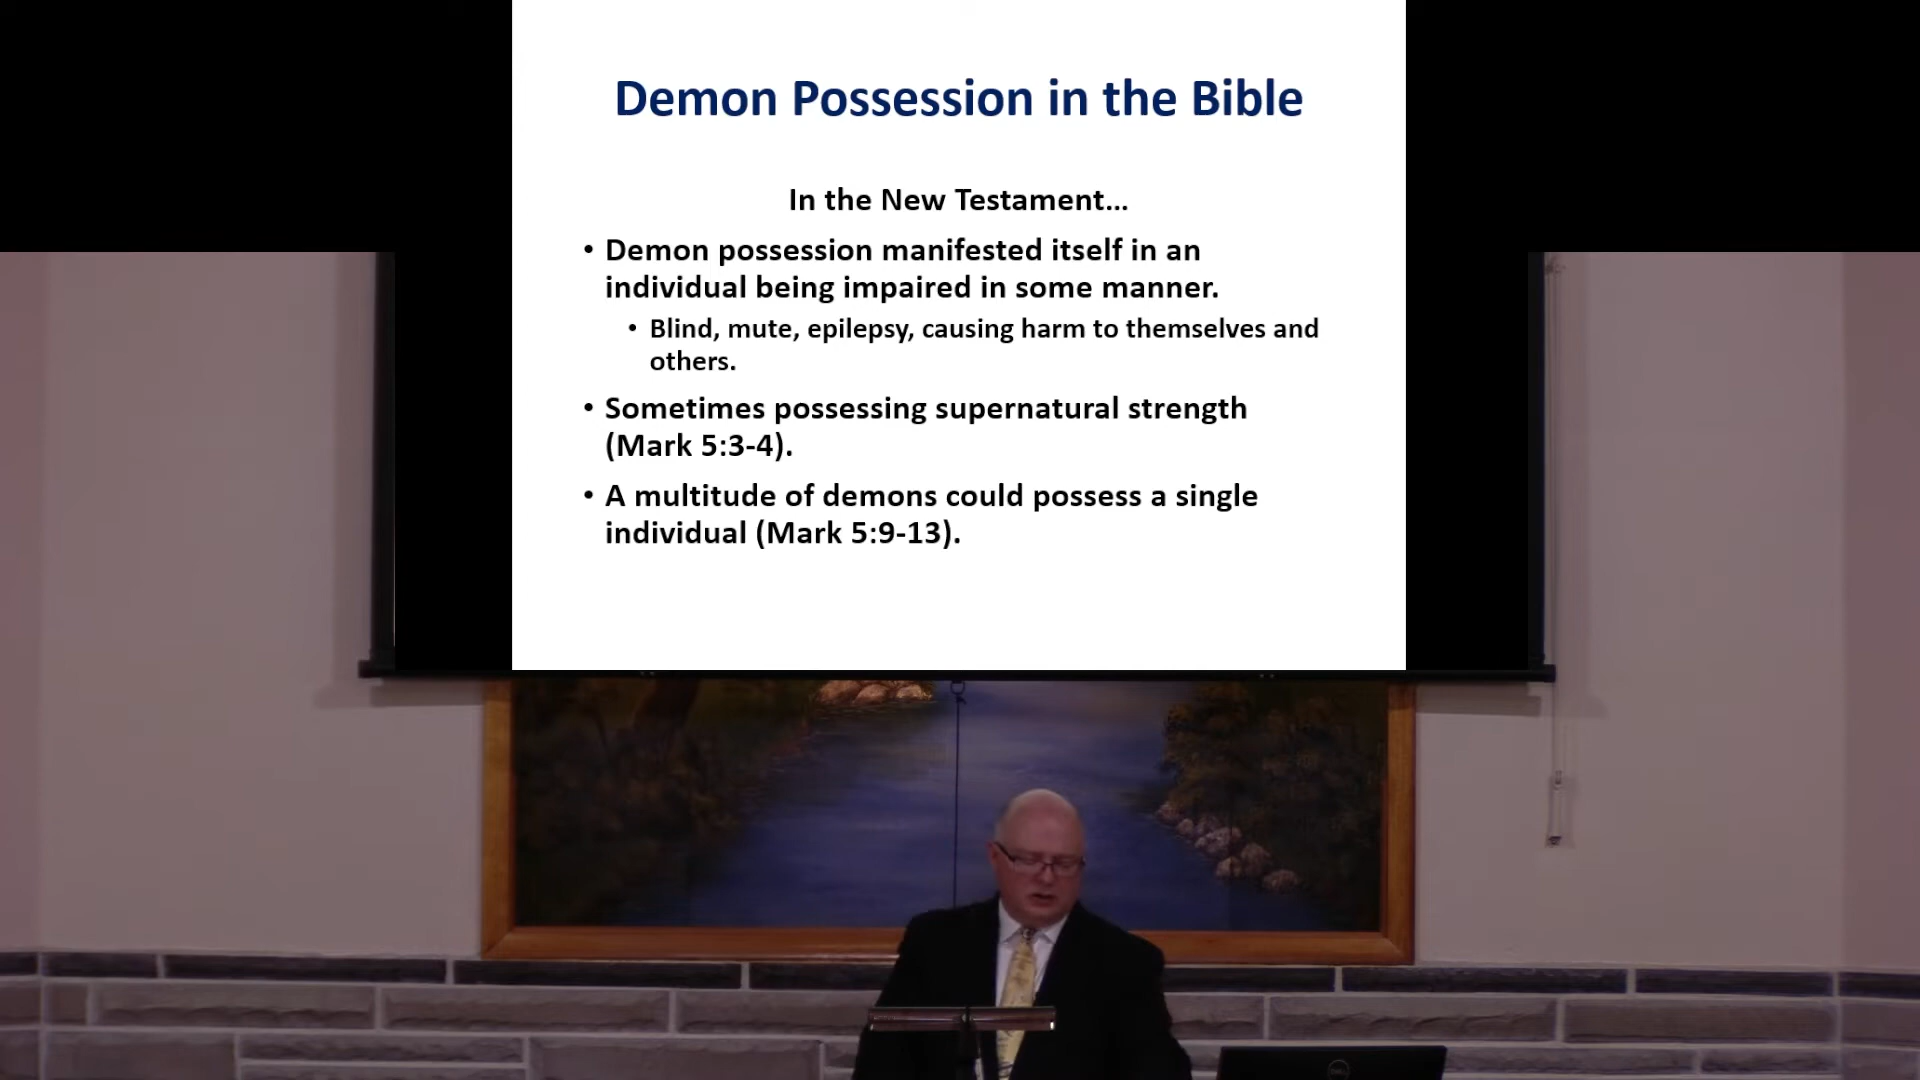 Demon Possession in the Bible
In the New Testament...
• Demon possession manifested itself in an
individual being impaired in some manner.
• Blind, mute, epilepsy, causing harm to themselves and
others.
• Sometimes possessing supernatural strength
(Mark 5:3-4).
• A multitude of demons could possess a single
individual (Mark 5:9-13).
DELL